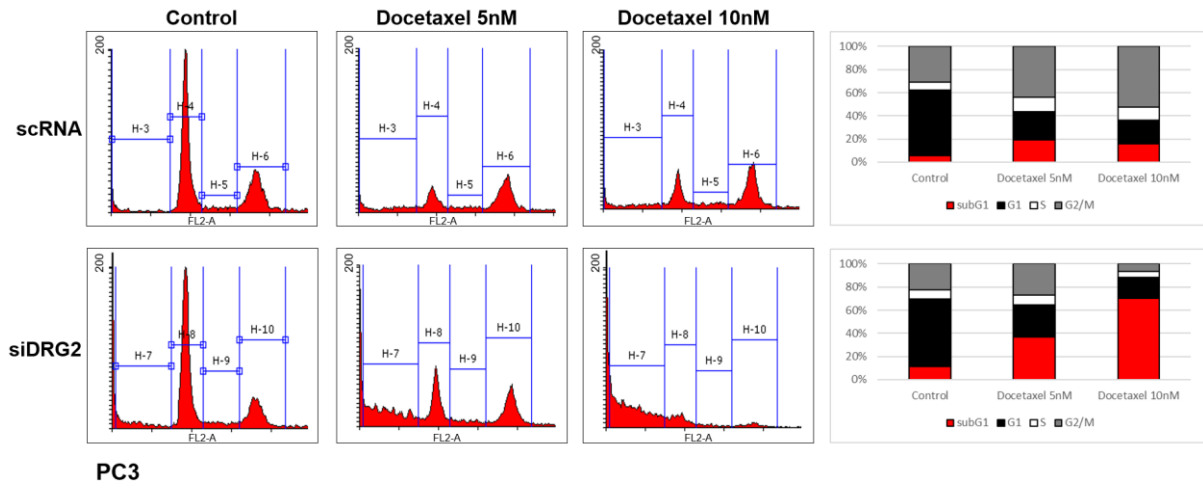 Control Docetaxel 5nM Docetaxel 10nM
scRNA
200
H-3
H-4
H-5
H-6
FL2-A
200
H-3
H-4
H-5
H-6
FL2-A
200
H-3
H-4
H-5
H-6
FL2-A
100%
80%
60%
40%
20%
0%
Control Docetaxel 5nM Docetaxel 10nM
subG1 G1 S G2/M
siDRG2
200
H-7
H-8
H-9
H-10
FL2-A
200
H-7
H-8
H-9
H-10
FL2-A
200
H-7
H-8
H-9
H-10
FL2-A
100%
80%
60%
40%
20%
0%
Control Docetaxel 5nM Docetaxel 10nM
subG1 G1 S G2/M
PC3